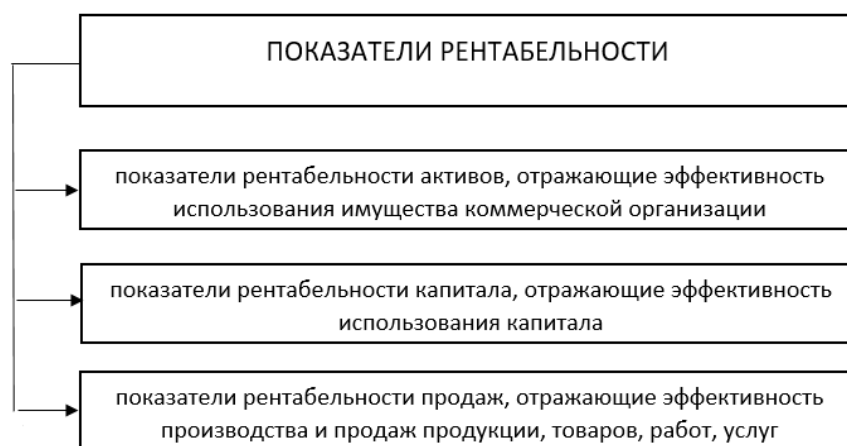 ПОКАЗАТЕЛИ РЕНТАБЕЛЬНОСТИ
показатели рентабельности активов, отражающие эффективность
использования имущества коммерческой организации
показатели рентабельности капитала, отражающие эффективность
использования капитала
показатели рентабельности продаж, отражающие эффективность
производства и продаж продукции, товаров, работ, услуг